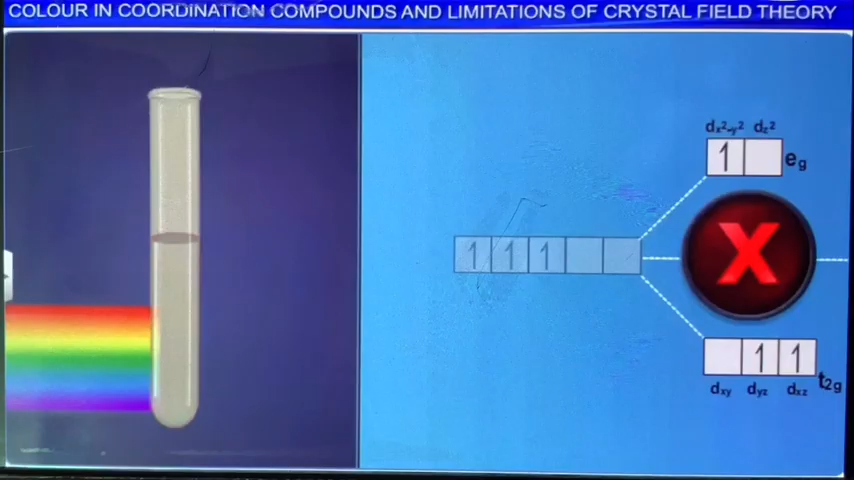 COLOUR IN COORDINATION COMPOUNDS AND LIMITATIONS OF CRYSTAL FIELD THEORY
dx²-y² dz²
1 eg
1 1 1
X
1 1 t2g
dxy dyz dxz